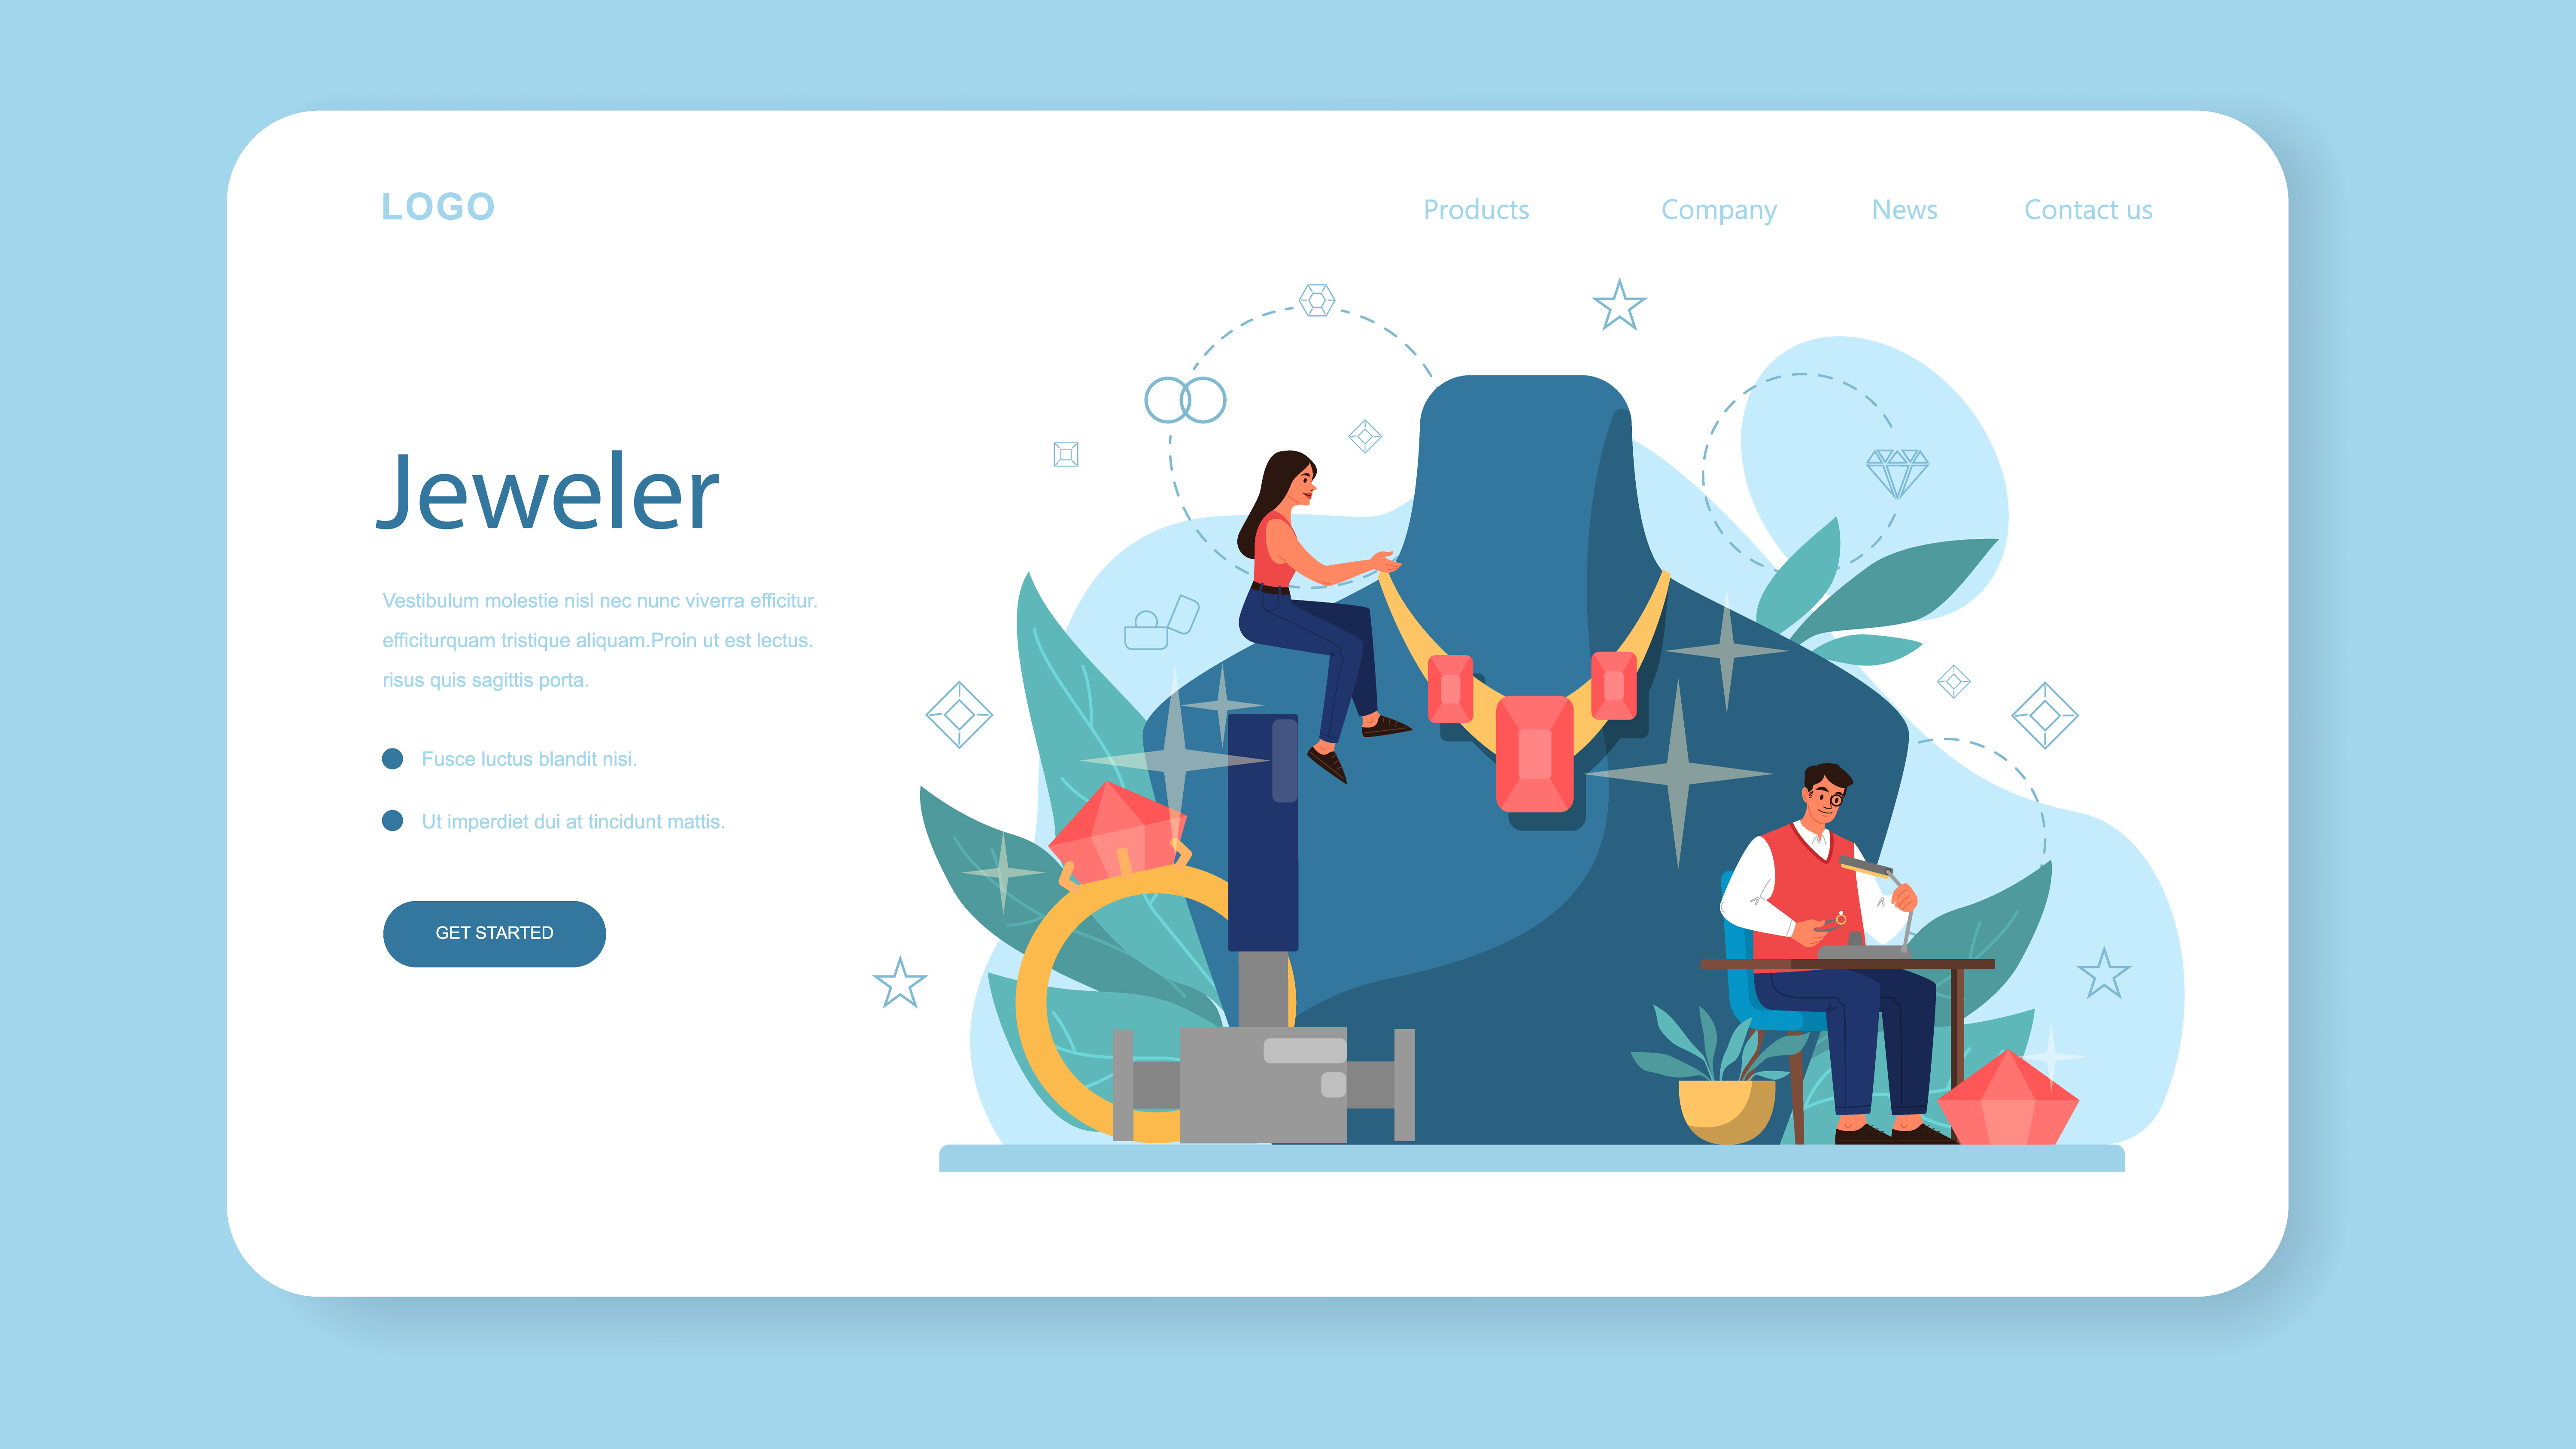 LOGO
Products Company News Contact us
Jeweler
Vestibulum molestie nisl nec nunc viverra efficitur.
efficiturquam tristique aliquam.Proin ut est lectus.
risus quis sagittis porta.
Fusce luctus blandit nisi.
Ut imperdiet dui at tincidunt mattis.
GET STARTED